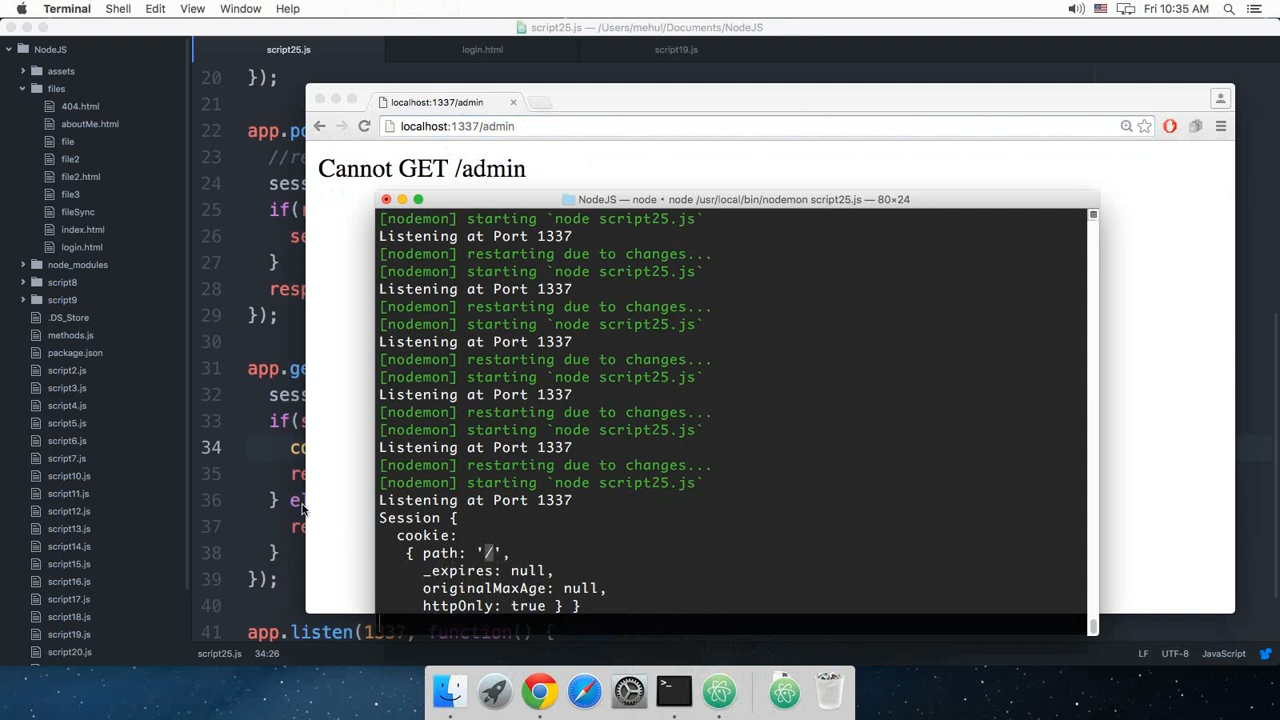 Terminal Shell Edit View Window Help Fri 10:35 AM
script25.js — /Users/mehul/Documents/NodeJS
NodeJS
assets
files
404.html
aboutMe.html
file
file2
file2.html
file3
fileSync
index.html
login.html
node_modules
script8
script9
.DS_Store
methods.js
package.json
script2.js
script3.js
script4.js
script5.js
script6.js
script7.js
script10.js
script11.js
script12.js
script13.js
script14.js
script15.js
script16.js
script17.js
script18.js
script19.js
script20.js
script25.js login.html script19.js
20 });
21
22 app.po
23 //re
24 sess
25 if(r
26 se
27 }
28 resp
29 });
30
31 app.ge
32 sess
33 if(s
34 co
35 re
36 } el
37 re
38 }
39 });
40
41 app.listen(1337, function() {
script25.js 34:26 LF UTF-8 JavaScript
localhost:1337/admin
localhost:1337/admin
Cannot GET /admin
NodeJS — node • node /usr/local/bin/nodemon script25.js — 80×24
[nodemon] starting `node script25.js`
Listening at Port 1337
[nodemon] restarting due to changes...
[nodemon] starting `node script25.js`
Listening at Port 1337
[nodemon] restarting due to changes...
[nodemon] starting `node script25.js`
Listening at Port 1337
[nodemon] restarting due to changes...
[nodemon] starting `node script25.js`
Listening at Port 1337
[nodemon] restarting due to changes...
[nodemon] starting `node script25.js`
Listening at Port 1337
[nodemon] restarting due to changes...
[nodemon] starting `node script25.js`
Listening at Port 1337
Session {
cookie:
{ path: '/',
_expires: null,
originalMaxAge: null,
httpOnly: true } }